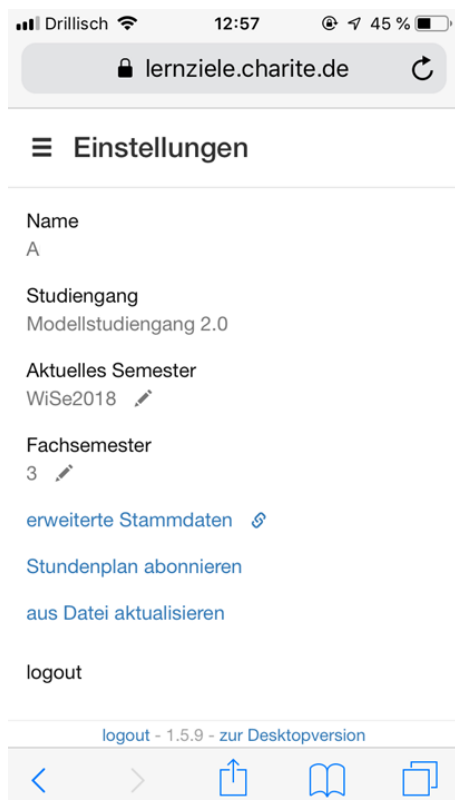 Drillisch 12:57 45 %
lernziele.charite.de
Einstellungen
Name
A
Studiengang
Modellstudiengang 2.0
Aktuelles Semester
WiSe2018
Fachsemester
3
erweiterte Stammdaten
Stundenplan abonnieren
aus Datei aktualisieren
logout
logout - 1.5.9 - zur Desktopversion